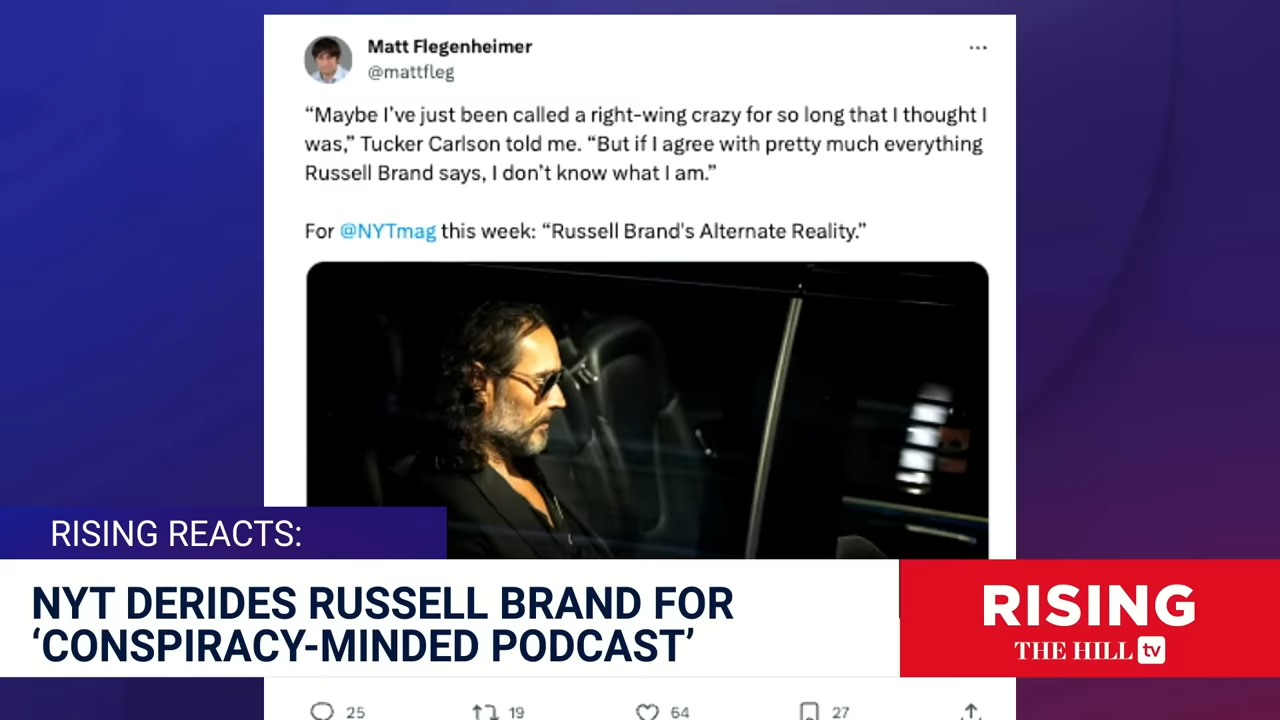 Matt Flegenheimer
@mattfleg
“Maybe I’ve just been called a right-wing crazy for so long that I thought I
was,” Tucker Carlson told me. “But if I agree with pretty much everything
Russell Brand says, I don’t know what I am.”
For @NYTmag this week: “Russell Brand's Alternate Reality.”
RISING REACTS:
NYT DERIDES RUSSELL BRAND FOR
‘CONSPIRACY-MINDED PODCAST’
RISING
THE HILL tv
25 19 64 27